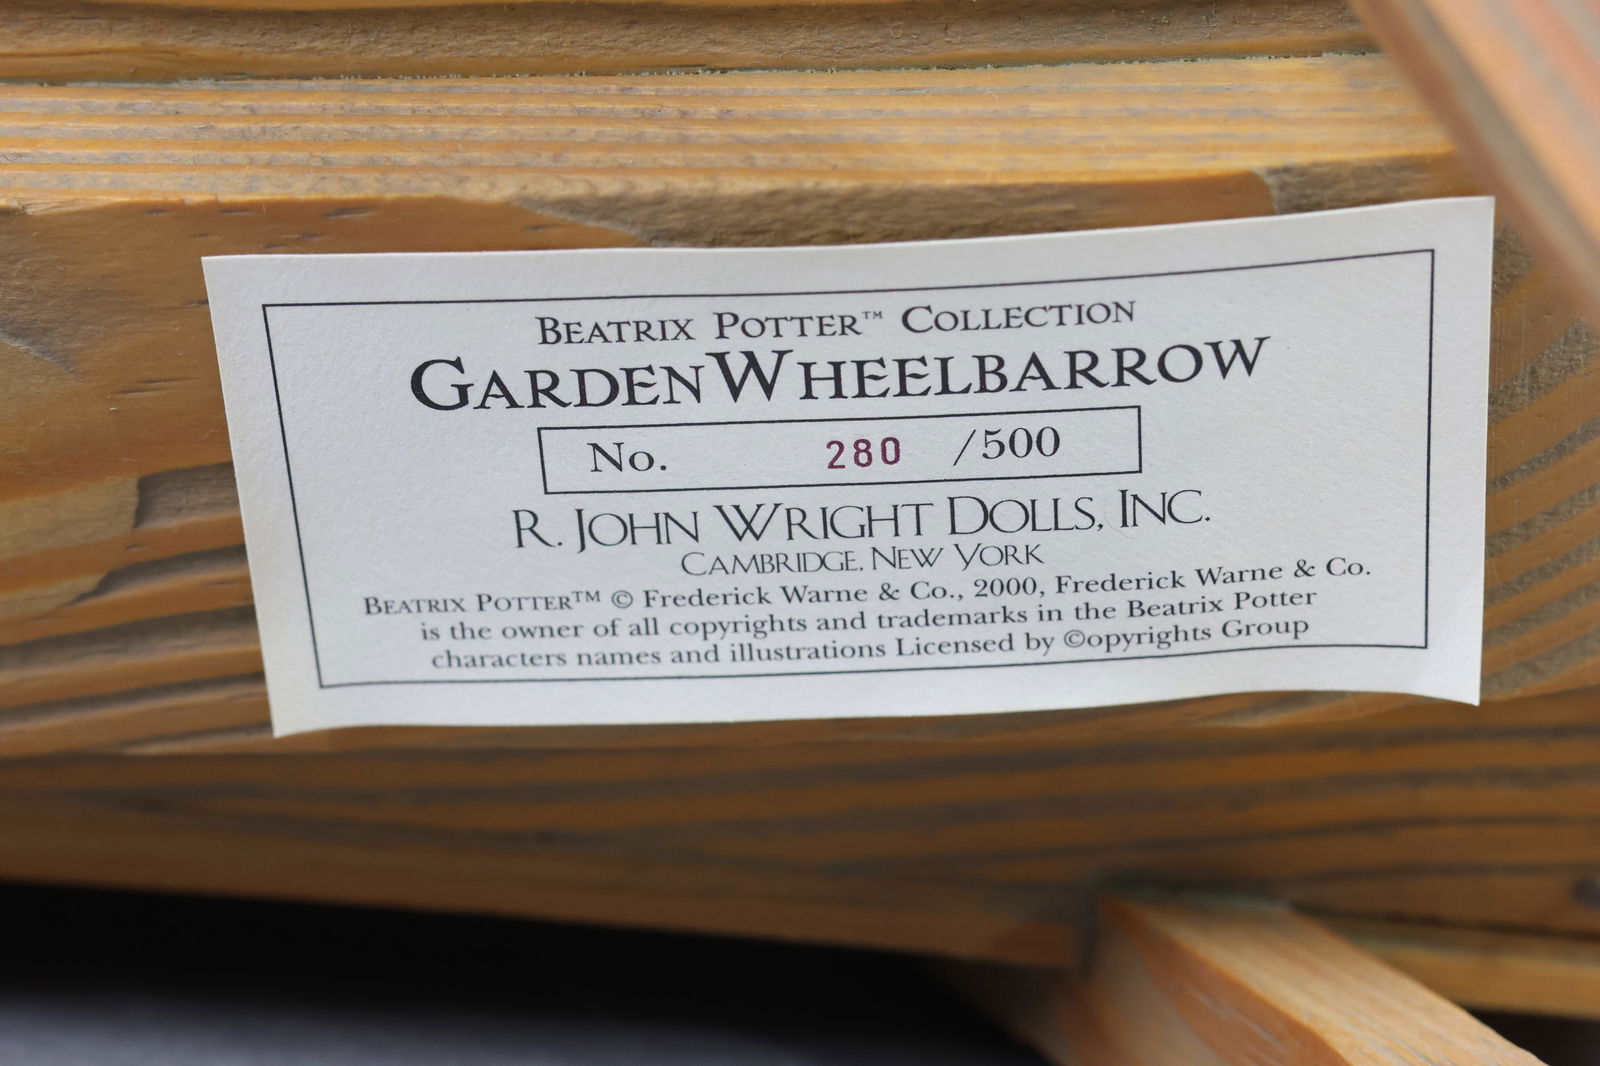 Beatrix Potter™ Collection
Garden Wheelbarrow
No. 280 /500
R. John Wright Dolls, Inc.
Cambridge, New York
Beatrix Potter™ © Frederick Warne & Co., 2000, Frederick Warne & Co.
is the owner of all copyrights and trademarks in the Beatrix Potter
characters names and illustrations Licensed by ©opyrights Group